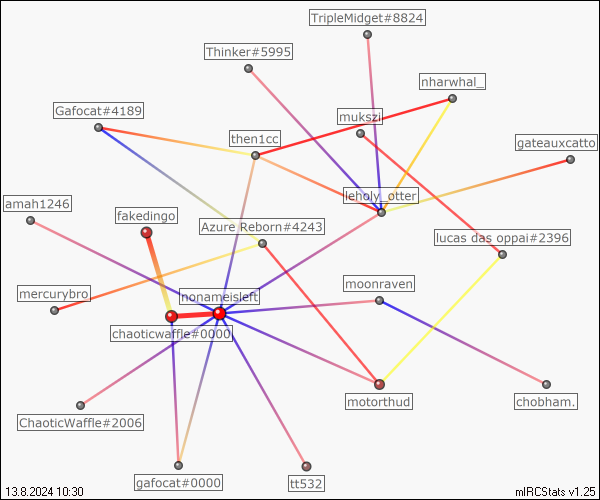 TripleMidget#8824
Thinker#5995
nharwhal_
Gafocat#4189
mukszi
then1cc
gateauxcatto
leholy_otter
amah1246
fakedingo
Azure Reborn#4243
lucas das oppai#2396
moonraven
mercurybro
nonameisleft
chaoticwaffle#0000
motorthud
chobham.
ChaoticWaffle#2006
gafocat#0000
tt532
13.8.2024 10:30
mIRCStats v1.25